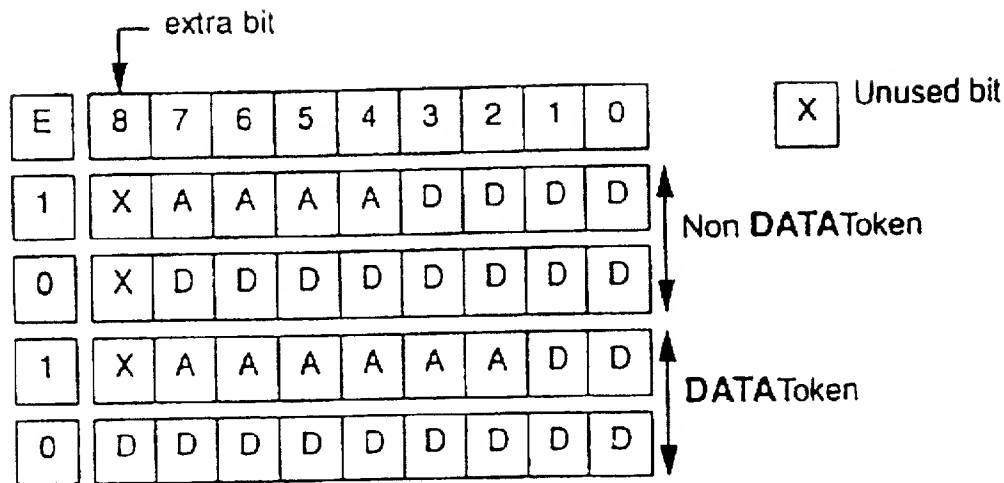 extra bit
E 8 7 6 5 4 3 2 1 0
X Unused bit
1 X A A A A D D D D
Non DATAToken
0 X D D D D D D D D
1 X A A A A A A D D
DATAToken
0 D D D D D D D D D